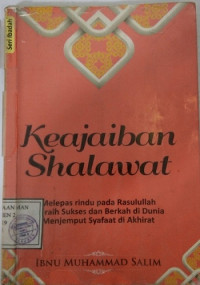 Seri Ibadah
Keajaiban
Shalawat
Melepas rindu pada Rasulullah
raih Sukses dan Berkah di Dunia
Menjemput Syafaat di Akhirat
IBNU MUHAMMAD SALIM